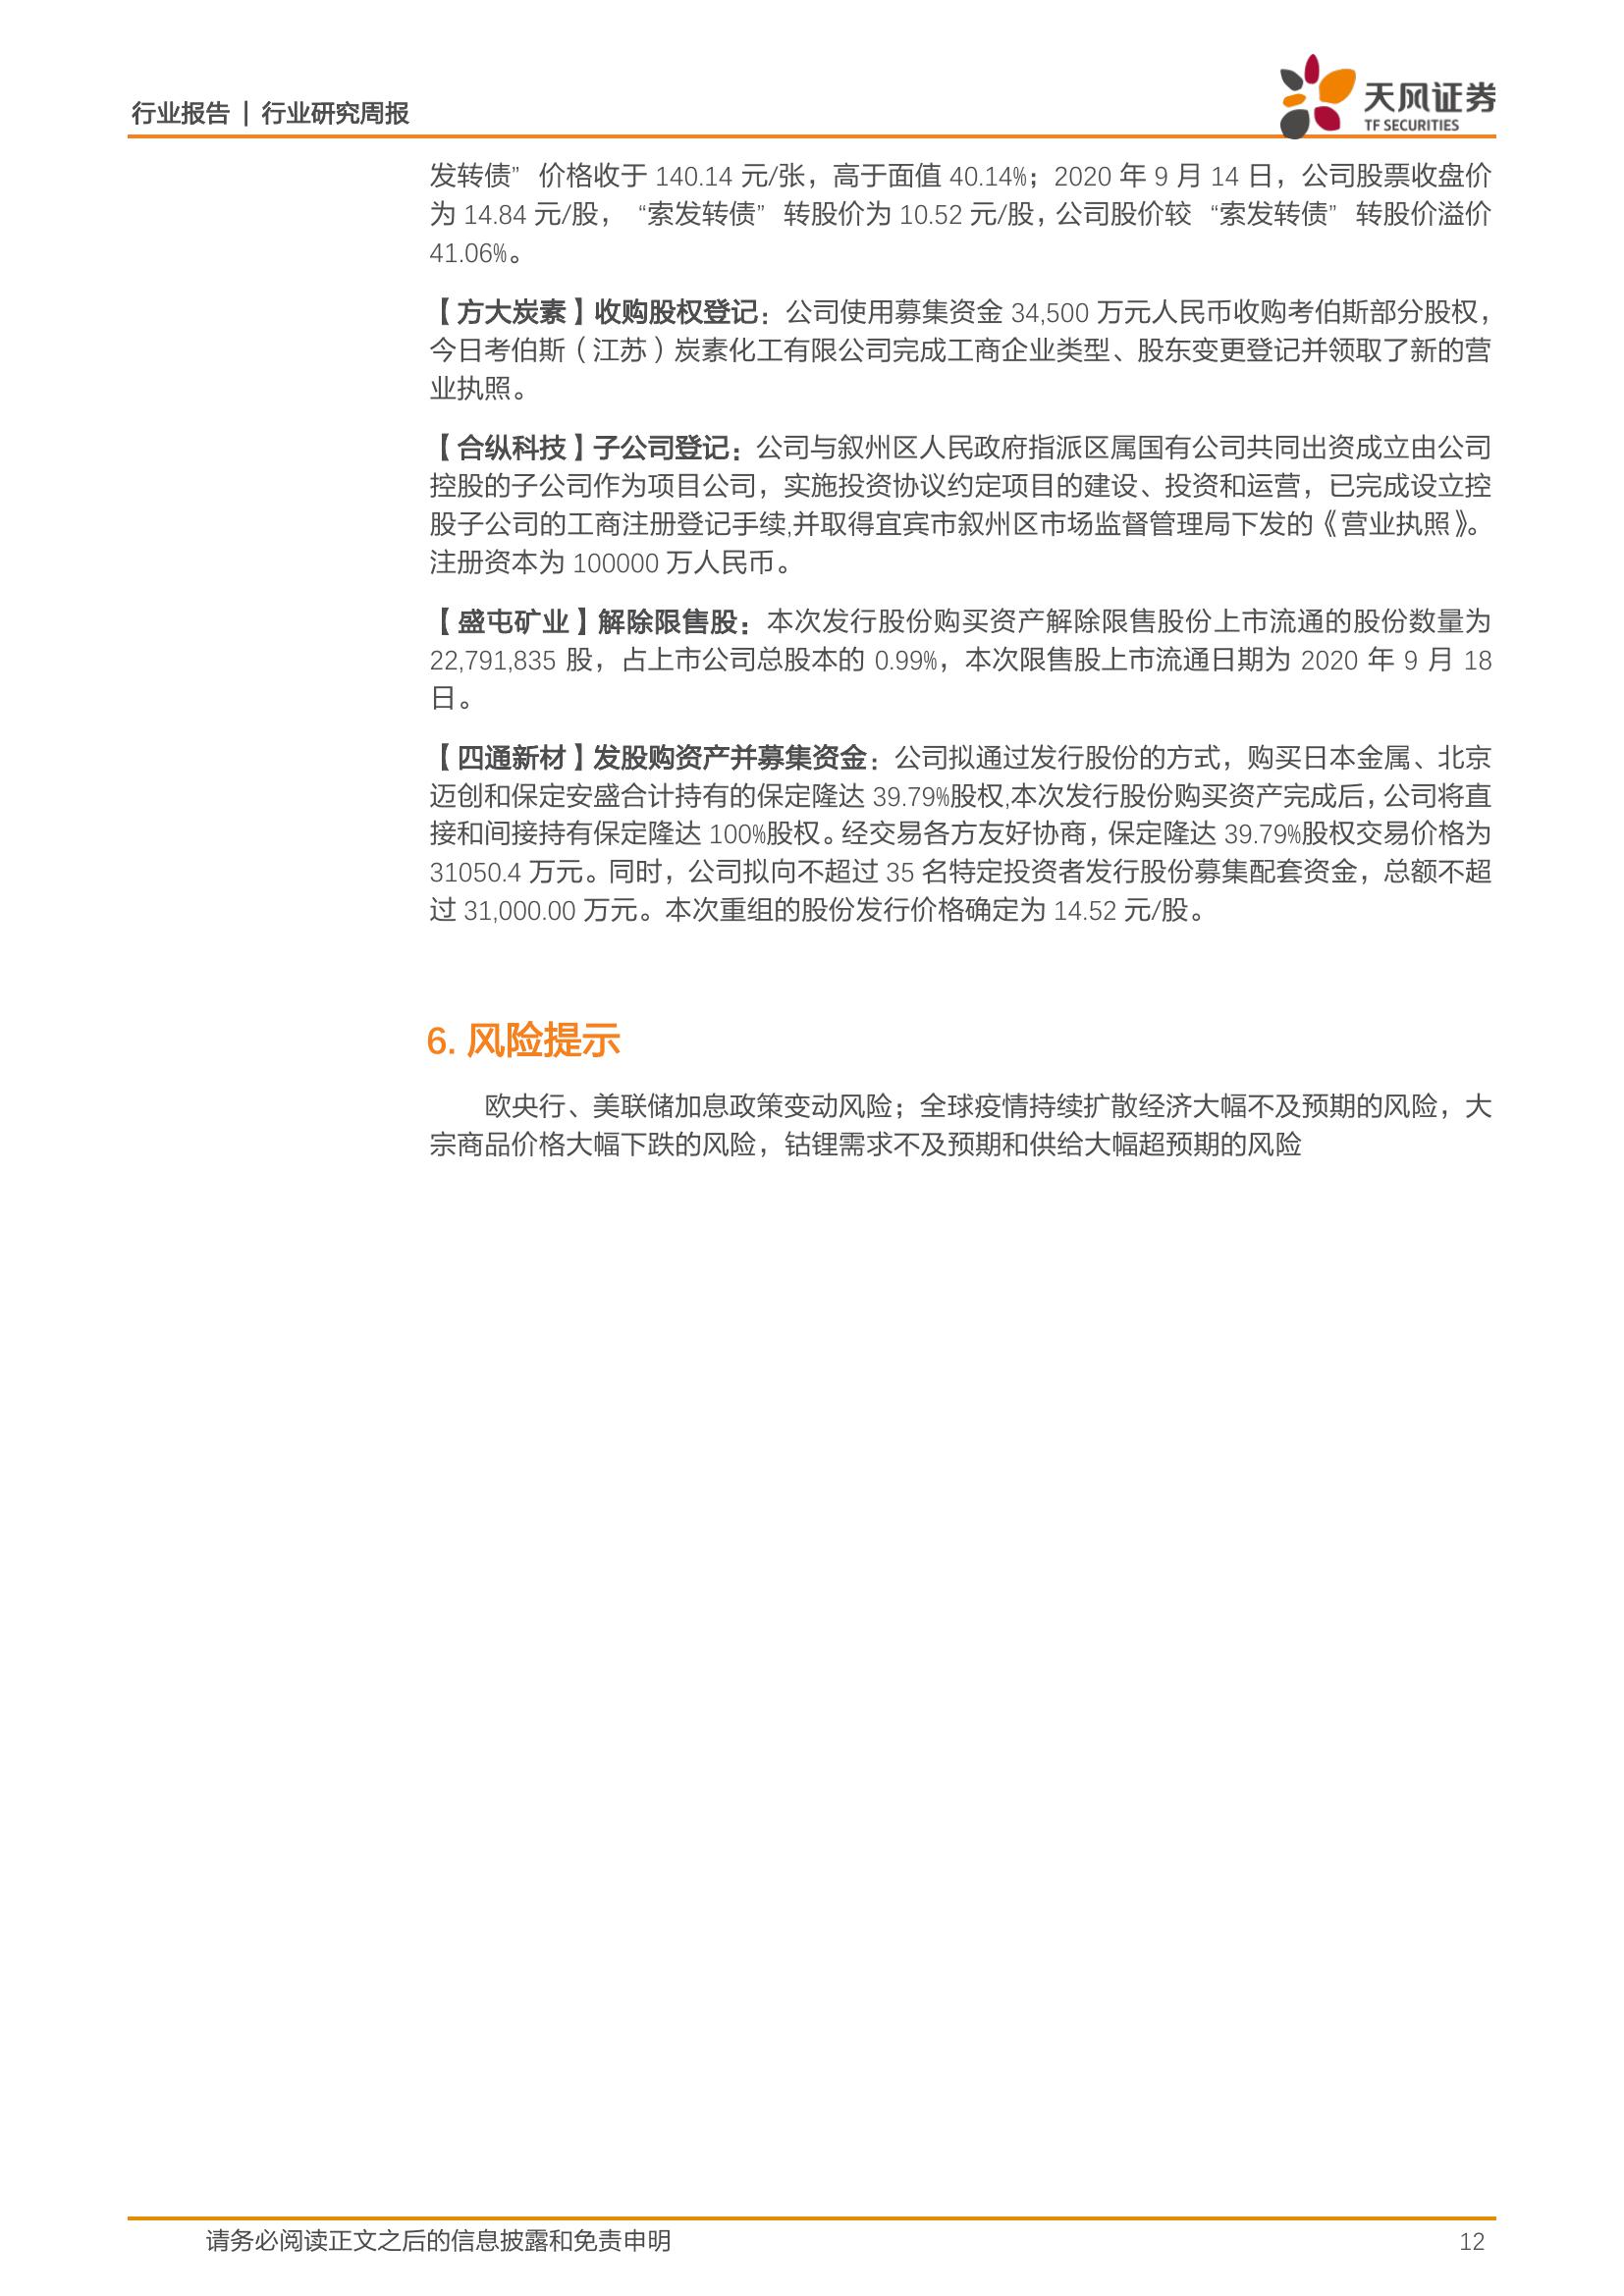 行业报告 | 行业研究周报
天风证券
TF SECURITIES
发转债” 价格收于 140.14 元/张，高于面值 40.14%；2020 年 9 月 14 日，公司股票收盘价
为 14.84 元/股， “索发转债” 转股价为 10.52 元/股，公司股价较 “索发转债” 转股价溢价
41.06%。
【方大炭素】收购股权登记：公司使用募集资金 34,500 万元人民币收购考伯斯部分股权，
今日考伯斯（江苏）炭素化工有限公司完成工商企业类型、股东变更登记并领取了新的营
业执照。
【合纵科技】子公司登记：公司与叙州区人民政府指派区属国有公司共同出资成立由公司
控股的子公司作为项目公司，实施投资协议约定项目的建设、投资和运营，已完成设立控
股子公司的工商注册登记手续,并取得宜宾市叙州区市场监督管理局下发的《营业执照》。
注册资本为 100000 万人民币。
【盛屯矿业】解除限售股：本次发行股份购买资产解除限售股份上市流通的股份数量为
22,791,835 股，占上市公司总股本的 0.99%，本次限售股上市流通日期为 2020 年 9 月 18
日。
【四通新材】发股购资产并募集资金：公司拟通过发行股份的方式，购买日本金属、北京
迈创和保定安盛合计持有的保定隆达 39.79%股权,本次发行股份购买资产完成后，公司将直
接和间接持有保定隆达 100%股权。经交易各方友好协商，保定隆达 39.79%股权交易价格为
31050.4 万元。同时，公司拟向不超过 35 名特定投资者发行股份募集配套资金，总额不超
过 31,000.00 万元。本次重组的股份发行价格确定为 14.52 元/股。
6. 风险提示
欧央行、美联储加息政策变动风险；全球疫情持续扩散经济大幅不及预期的风险，大
宗商品价格大幅下跌的风险，钴锂需求不及预期和供给大幅超预期的风险
请务必阅读正文之后的信息披露和免责申明
12